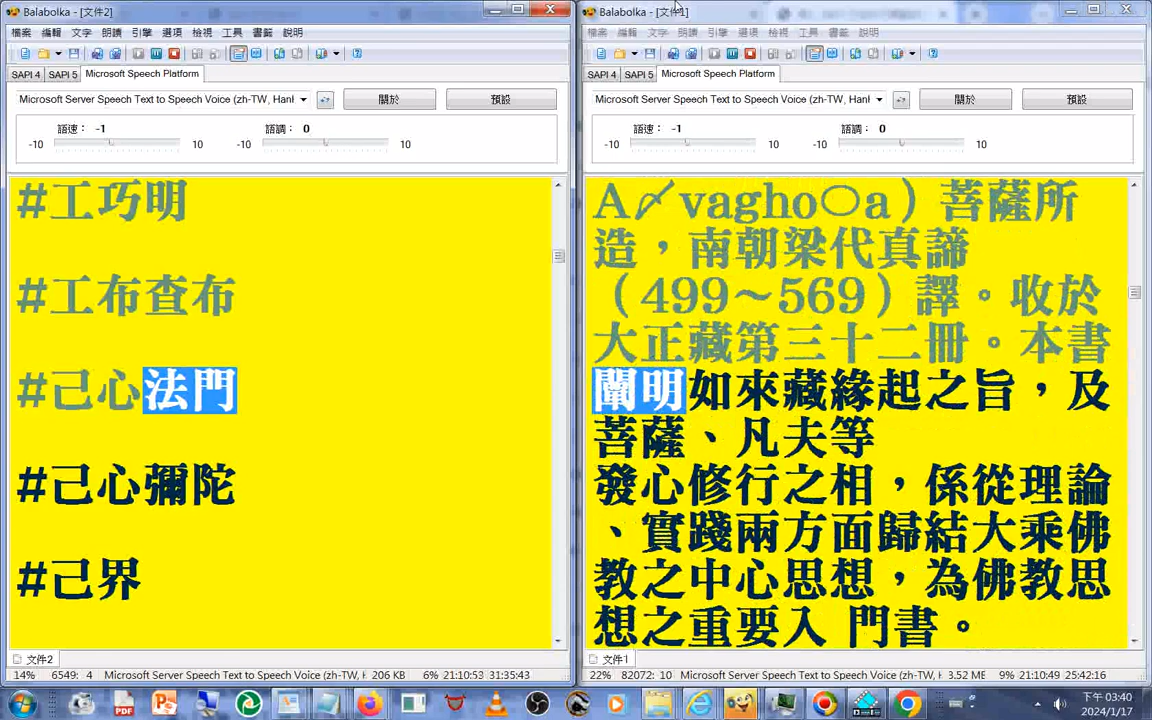 Balabolka - [文件2]
檔案 編輯 文字 朗讀 引擎 選項 檢視 工具 書籤 說明
SAPI 4 SAPI 5 Microsoft Speech Platform
Microsoft Server Speech Text to Speech Voice (zh-TW, Hanl
關於
預設
語速： -1
語調： 0
-10 10 -10 10
#工巧明
#工布查布
#己心法門
#己心彌陀
#己界
文件2
14% 6549: 4 Microsoft Server Speech Text to Speech Voice (zh-TW, H 206 KB 6% 21:10:53 31:35:43
Balabolka - [文件1]
檔案 編輯 文字 朗讀 引擎 選項 檢視 工具 書籤 說明
SAPI 4 SAPI 5 Microsoft Speech Platform
Microsoft Server Speech Text to Speech Voice (zh-TW, Hanl
關於
預設
語速： -1
語調： 0
-10 10 -10 10
A〆vagho○a）菩薩所
造，南朝梁代真諦
（499～569）譯。收於
大正藏第三十二冊。本書
闡明如來藏緣起之旨，及
菩薩、凡夫等
發心修行之相，係從理論
、實踐兩方面歸結大乘佛
教之中心思想，為佛教思
想之重要入 門書。
文件1
22% 82072: 10 Microsoft Server Speech Text to Speech Voice (zh-TW, H 3.52 MB 9% 21:10:49 25:42:16
下午 03:40
2024/1/17